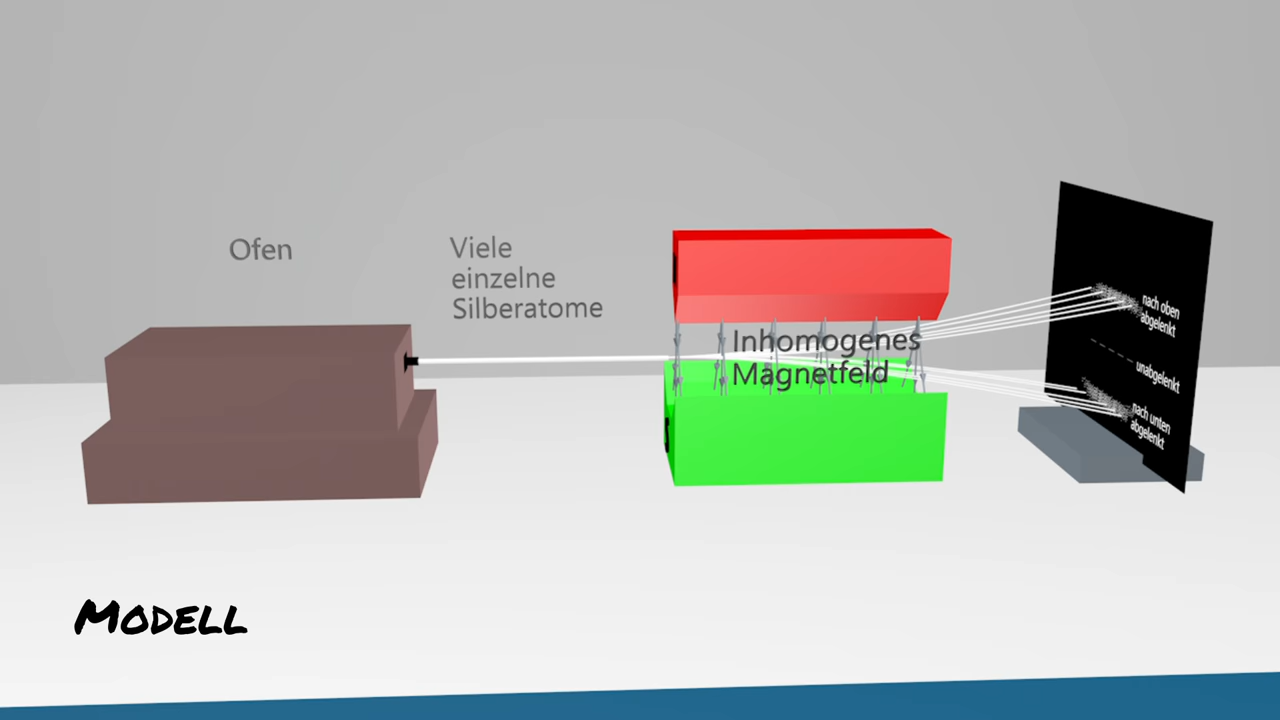 Ofen
Viele
einzelne
Silberatome
Inhomogenes
Magnetfeld
nach oben
abgelenkt
unabgelenkt
nach unten
abgelenkt
Modell